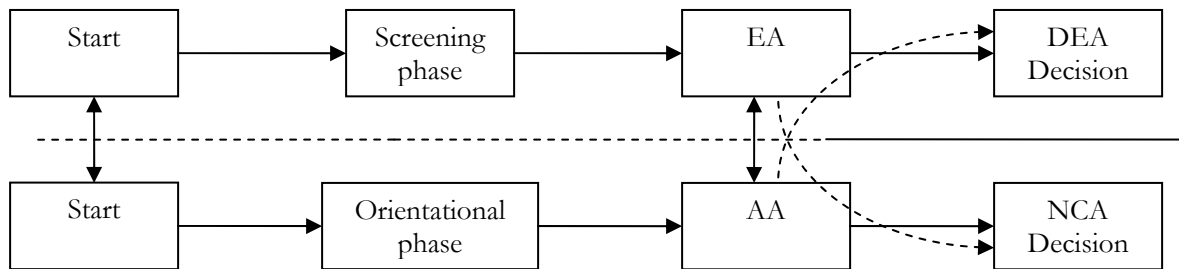 Start
Screening
phase
EA
DEA
Decision
Start
Orientational
phase
AA
NCA
Decision